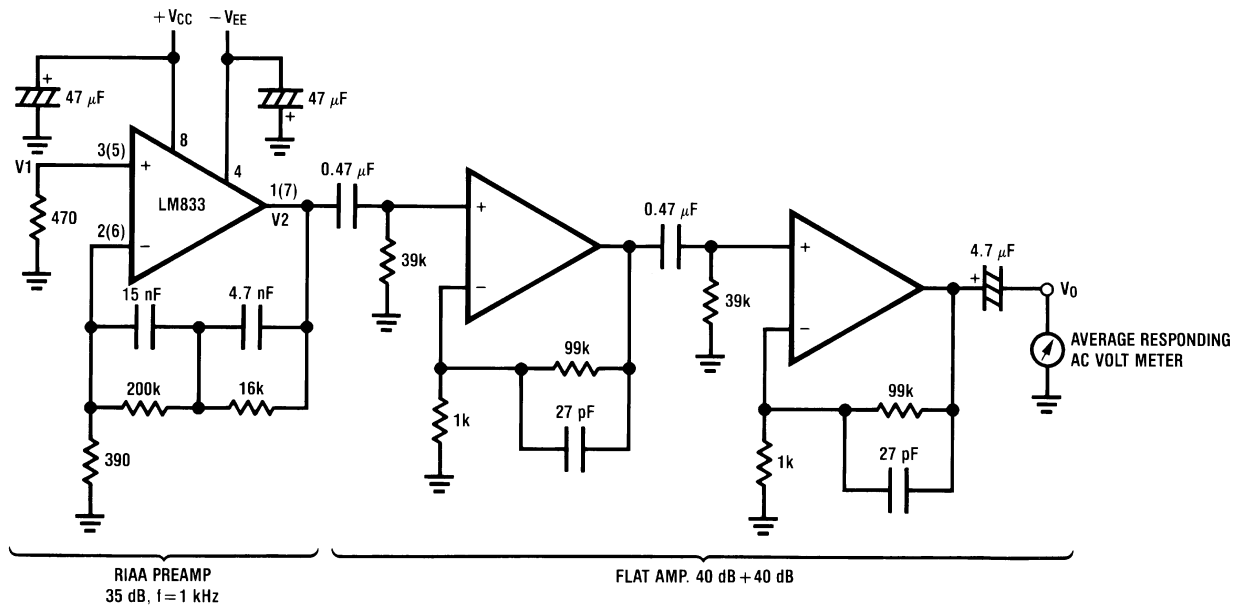 +VCC
−VEE
+
47 µF
47 µF
+
8
3(5)
V1
+
4
0.47 µF
LM833
1(7)
V2
470
2(6)
−
+
0.47 µF
39k
+
4.7 µF
+
VO
15 nF
4.7 nF
−
39k
−
AVERAGE RESPONDING
AC VOLT METER
200k
16k
99k
1k
27 pF
99k
390
1k
27 pF
RIAA PREAMP
35 dB, f=1 kHz
FLAT AMP. 40 dB+40 dB